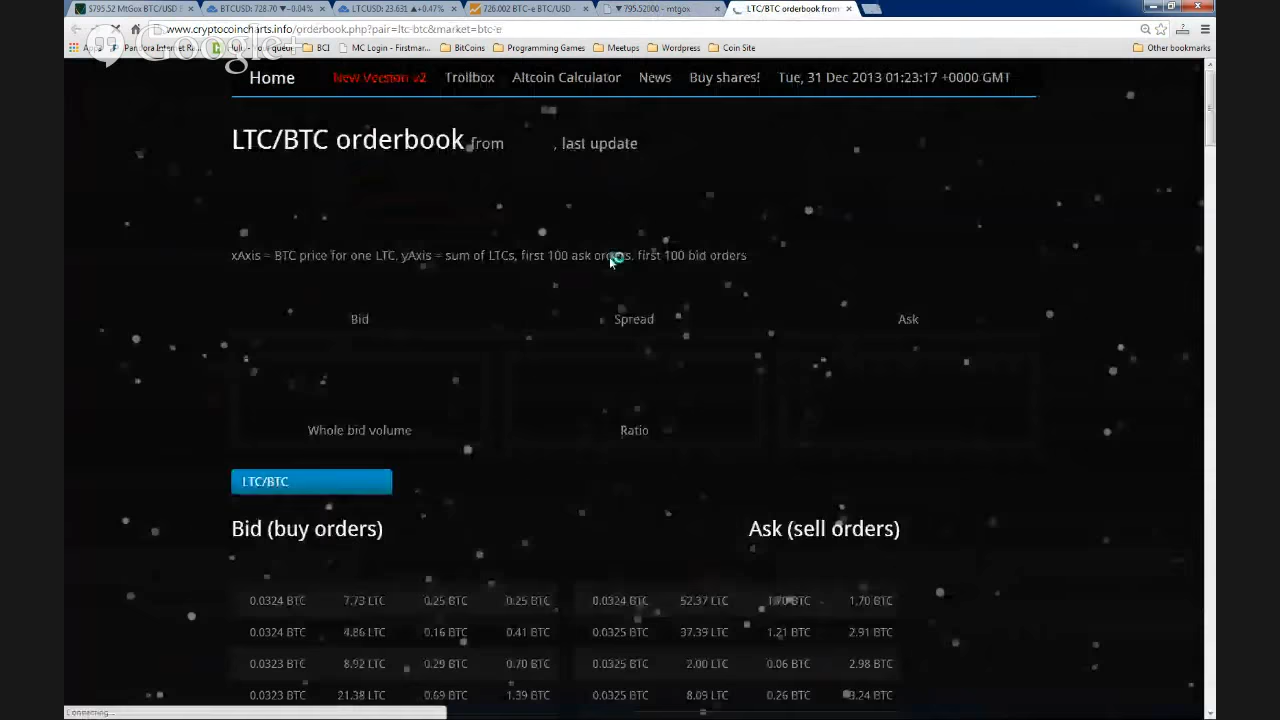 $795.52 MtGox BTC/USD
BTCUSD: 728.70 ▼-0.04%
LTCUSD: 23.631 ▲+0.47%
726.002 BTC-e BTC/USD
▼795.52000 - mtgox
LTC/BTC orderbook from
www.cryptocoincharts.info/orderbook.php?pair=ltc-btc&market=btc-e
Google+
Pandora Internet
BCI
MC Login - Firstmar...
BitCoins
Programming Games
Meetups
Wordpress
Coin Site
Other bookmarks
Home
New Version v2
Trollbox
Altcoin Calculator
News
Buy shares!
Tue, 31 Dec 2013 01:23:17 +0000 GMT
LTC/BTC orderbook from , last update
xAxis = BTC price for one LTC, yAxis = sum of LTCs, first 100 ask orders, first 100 bid orders
Bid
Spread
Ask
Whole bid volume
Ratio
LTC/BTC
Bid (buy orders)
Ask (sell orders)
0.0324 BTC 7.73 LTC 0.25 BTC 0.25 BTC 0.0324 BTC 52.37 LTC 1.70 BTC 1.70 BTC
0.0324 BTC 4.86 LTC 0.16 BTC 0.41 BTC 0.0325 BTC 37.39 LTC 1.21 BTC 2.91 BTC
0.0323 BTC 8.92 LTC 0.29 BTC 0.70 BTC 0.0325 BTC 2.00 LTC 0.06 BTC 2.98 BTC
0.0323 BTC 21.38 LTC 0.69 BTC 1.39 BTC 0.0325 BTC 8.09 LTC 0.26 BTC 3.24 BTC
Connecting...